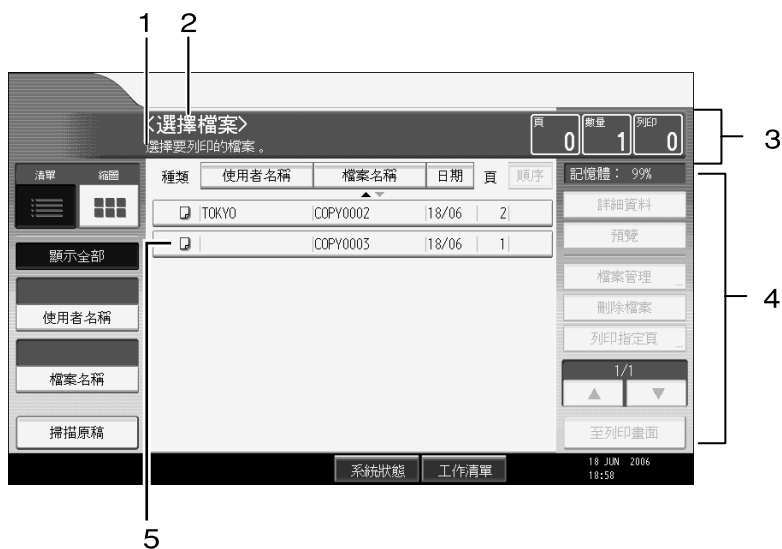 1 2
〈選擇檔案〉
選擇要列印的檔案。
頁 0 數量 1 列印 0
3
清單 縮圖
種類 使用者名稱 檔案名稱 日期 頁 順序
記憶體： 99%
TOKYO COPY0002 18/06 2
COPY0003 18/06 1
詳細資料
預覽
顯示全部
檔案管理
4
使用者名稱
刪除檔案
列印指定頁
檔案名稱
1/1
掃描原稿
至列印畫面
系統狀態 工作清單
18 JUN 2006
18:58
5